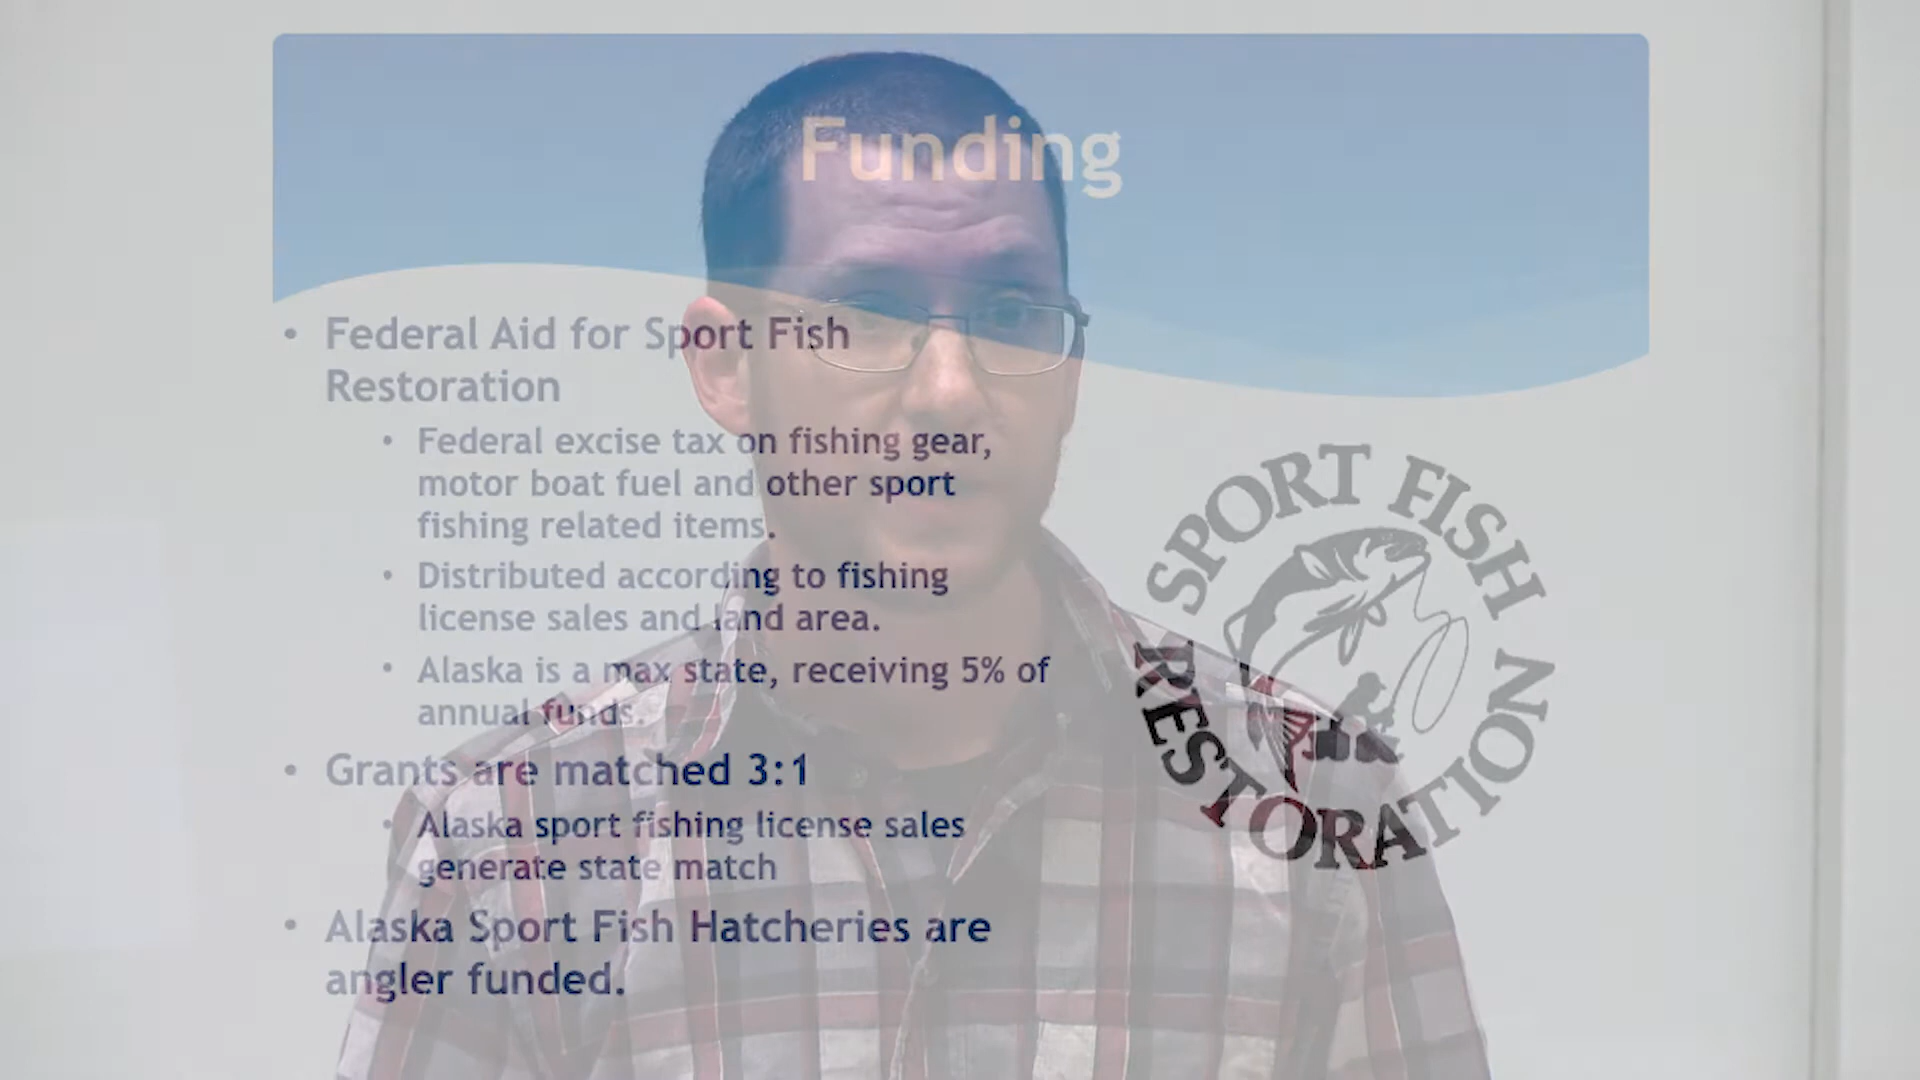 Funding
• Federal Aid for Sport Fish
Restoration
• Federal excise tax on fishing gear,
motor boat fuel and other sport
fishing related items.
• Distributed according to fishing
license sales and land area.
• Alaska is a max state, receiving 5% of
annual funds.
• Grants are matched 3:1
• Alaska sport fishing license sales
generate state match
• Alaska Sport Fish Hatcheries are
angler funded.
SPORT FISH
RESTORATION